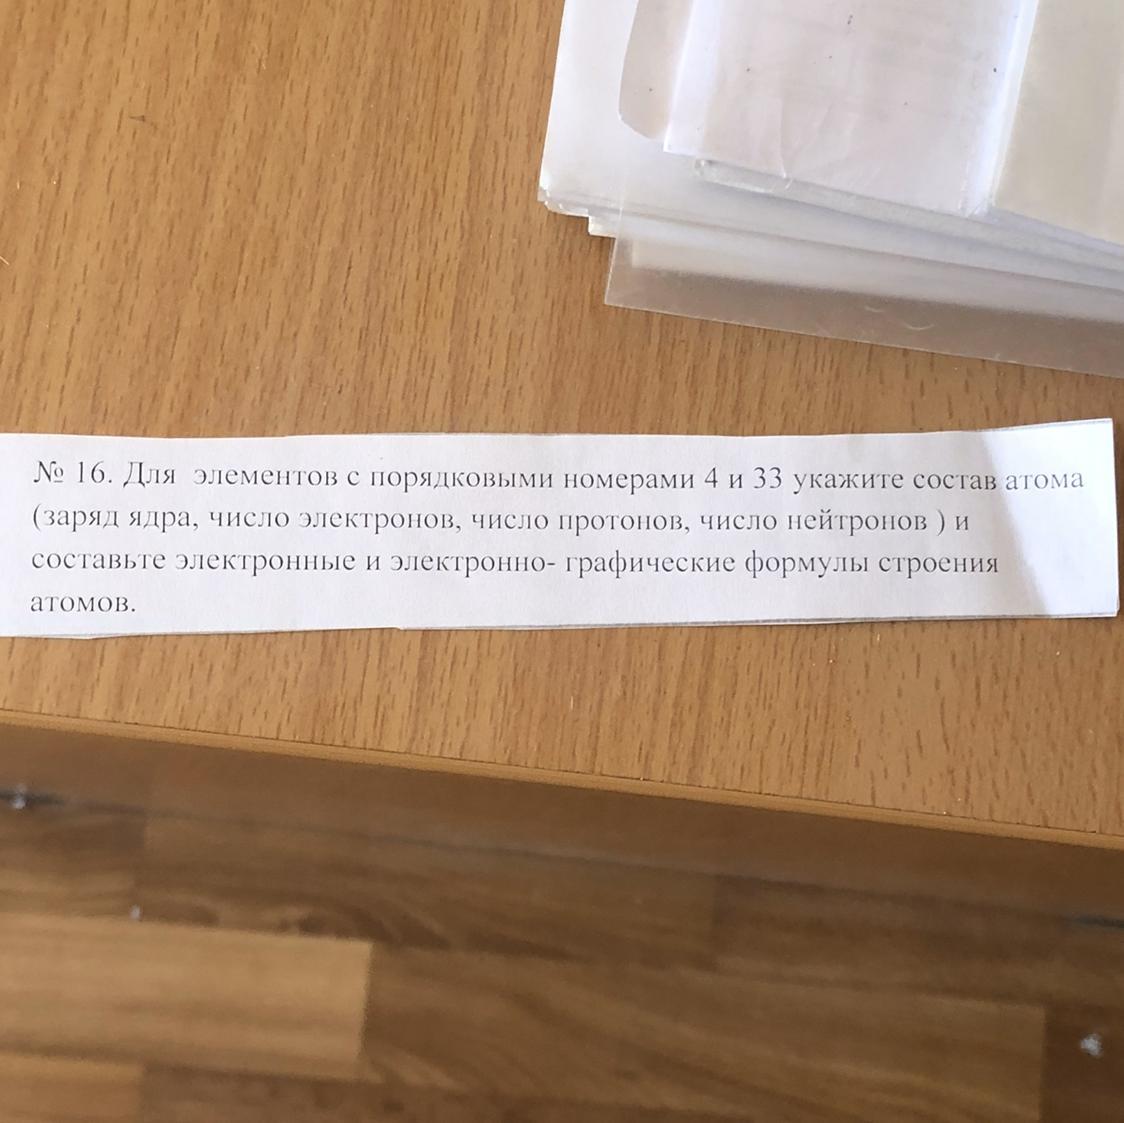 № 16. Для элементов с порядковыми номерами 4 и 33 укажите состав атома
(заряд ядра, число электронов, число протонов, число нейтронов ) и
составьте электронные и электронно- графические формулы строения
атомов.